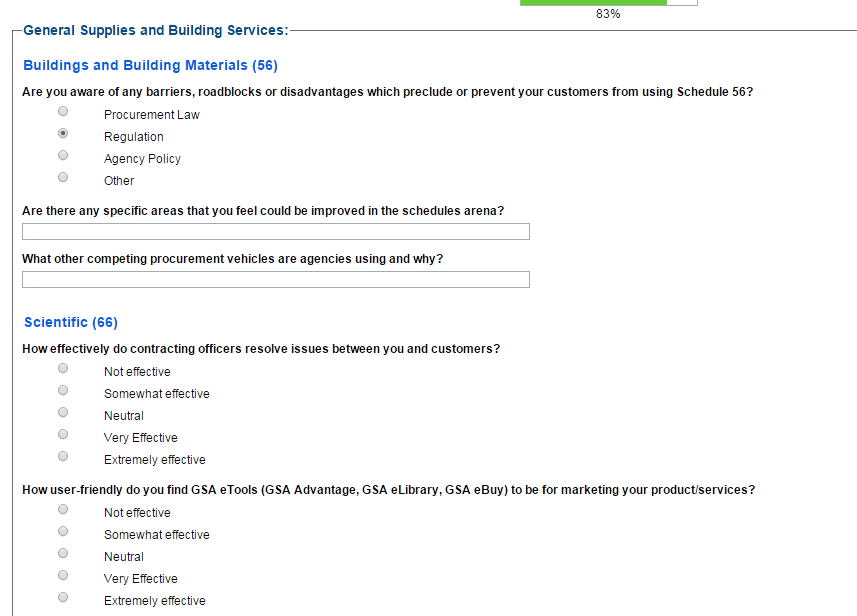 83%
General Supplies and Building Services:
Buildings and Building Materials (56)
Are you aware of any barriers, roadblocks or disadvantages which preclude or prevent your customers from using Schedule 56?
Procurement Law
Regulation
Agency Policy
Other
Are there any specific areas that you feel could be improved in the schedules arena?
What other competing procurement vehicles are agencies using and why?
Scientific (66)
How effectively do contracting officers resolve issues between you and customers?
Not effective
Somewhat effective
Neutral
Very Effective
Extremely effective
How user-friendly do you find GSA eTools (GSA Advantage, GSA eLibrary, GSA eBuy) to be for marketing your product/services?
Not effective
Somewhat effective
Neutral
Very Effective
Extremely effective